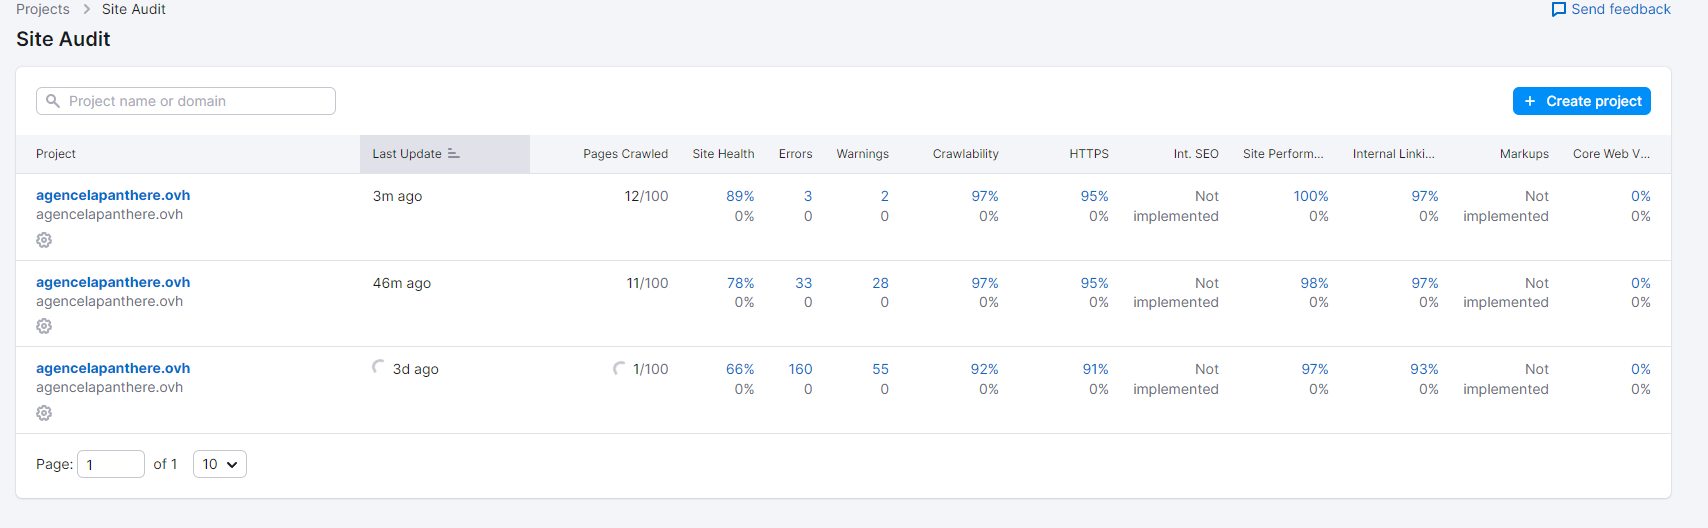 Projects > Site Audit
Send feedback
Site Audit
Project name or domain
+ Create project
Project Last Update Pages Crawled Site Health Errors Warnings Crawlability HTTPS Int. SEO Site Perform... Internal Linki... Markups Core Web V...
agencelapanthere.ovh 3m ago 12/100 89% 3 2 97% 95% Not 100% 97% Not 0%
agencelapanthere.ovh 0% 0 0 0% 0% implemented 0% 0% implemented 0%
agencelapanthere.ovh 46m ago 11/100 78% 33 28 97% 95% Not 98% 97% Not 0%
agencelapanthere.ovh 0% 0 0 0% 0% implemented 0% 0% implemented 0%
agencelapanthere.ovh 3d ago 1/100 66% 160 55 92% 91% Not 97% 93% Not 0%
agencelapanthere.ovh 0% 0 0 0% 0% implemented 0% 0% implemented 0%
Page: 1 of 1 10